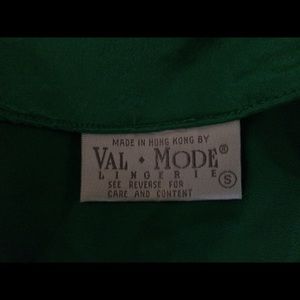 MADE IN HONG KONG BY
VAL • MODE®
LINGERIE
SEE REVERSE FOR
CARE AND CONTENT
S